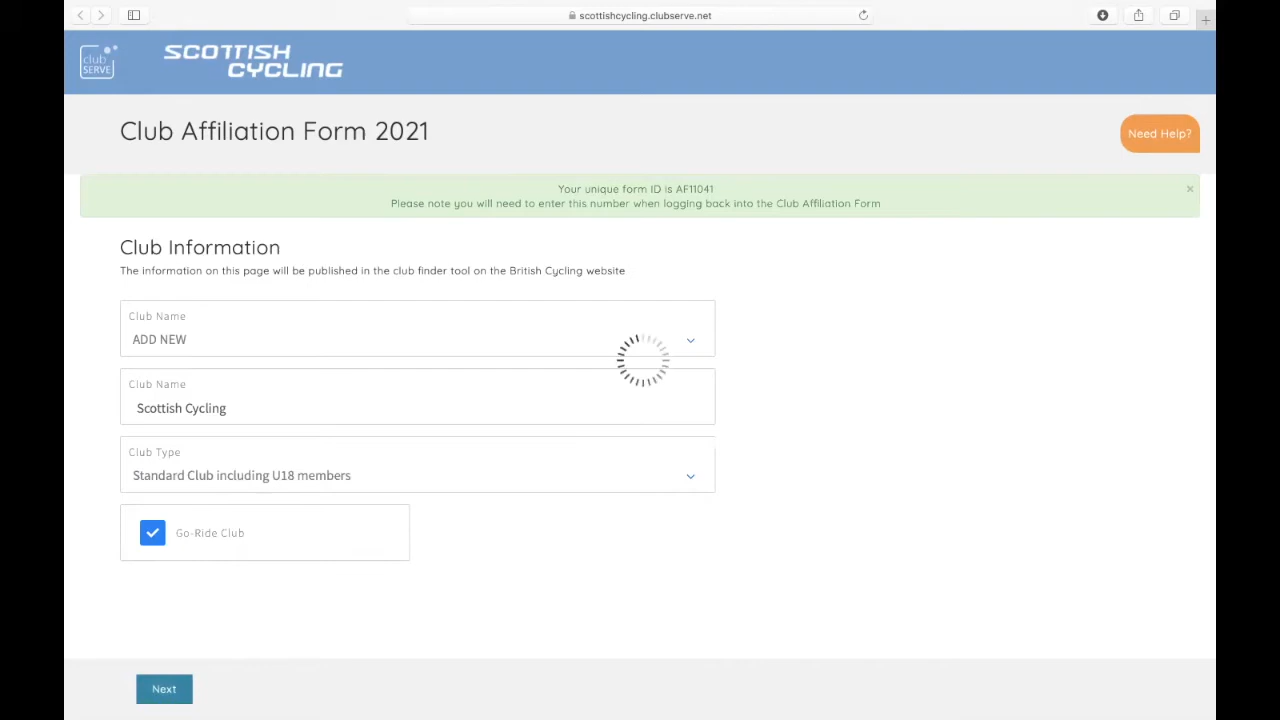 scottishcycling.clubserve.net
club
SERVE
SCOTTISH
CYCLING
Club Affiliation Form 2021
Need Help?
Your unique form ID is AF11041
Please note you will need to enter this number when logging back into the Club Affiliation Form
Club Information
The information on this page will be published in the club finder tool on the British Cycling website
Club Name
ADD NEW
Club Name
Scottish Cycling
Club Type
Standard Club including U18 members
Go-Ride Club
Next